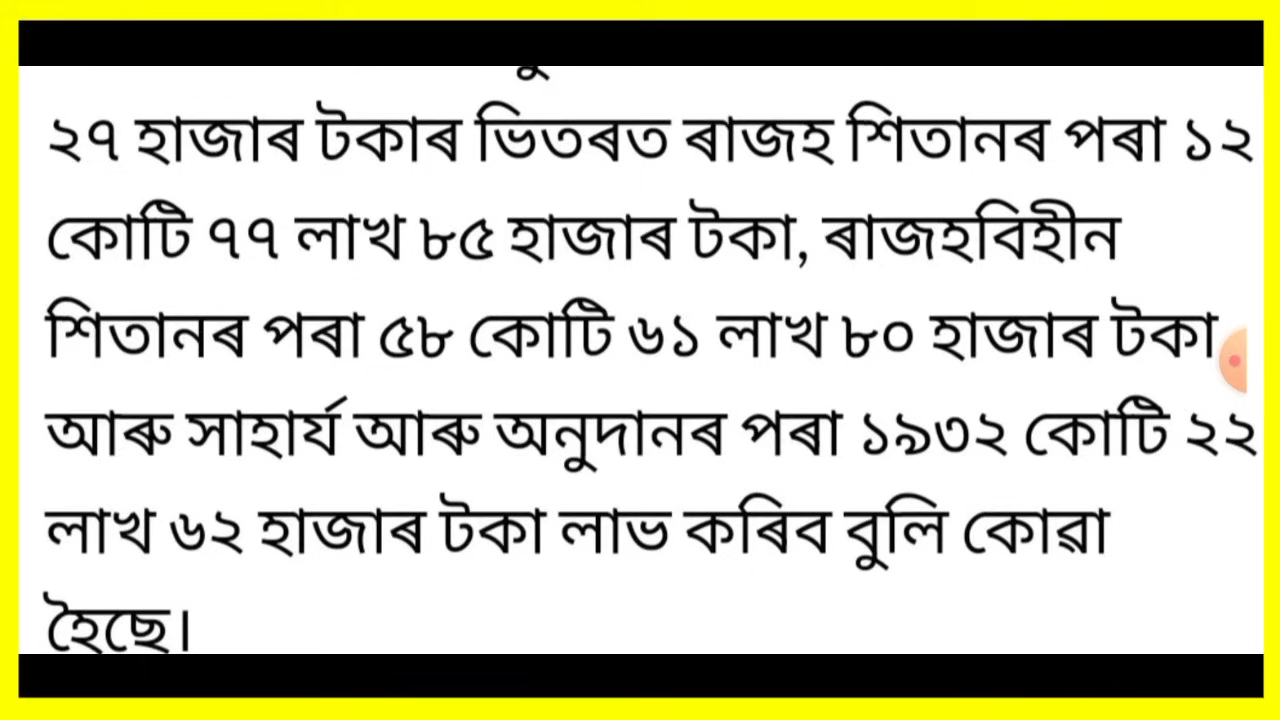 ২৭ হাজাৰ টকাৰ ভিতৰত ৰাজহ শিতানৰ পৰা ১২
কোটি ৭৭ লাখ ৮৫ হাজাৰ টকা, ৰাজহবিহীন
শিতানৰ পৰা ৫৮ কোটি ৬১ লাখ ৮০ হাজাৰ টকা
আৰু সাহাৰ্য আৰু অনুদানৰ পৰা ১৯৩২ কোটি ২২
লাখ ৬২ হাজাৰ টকা লাভ কৰিব বুলি কোৱা
হৈছে।